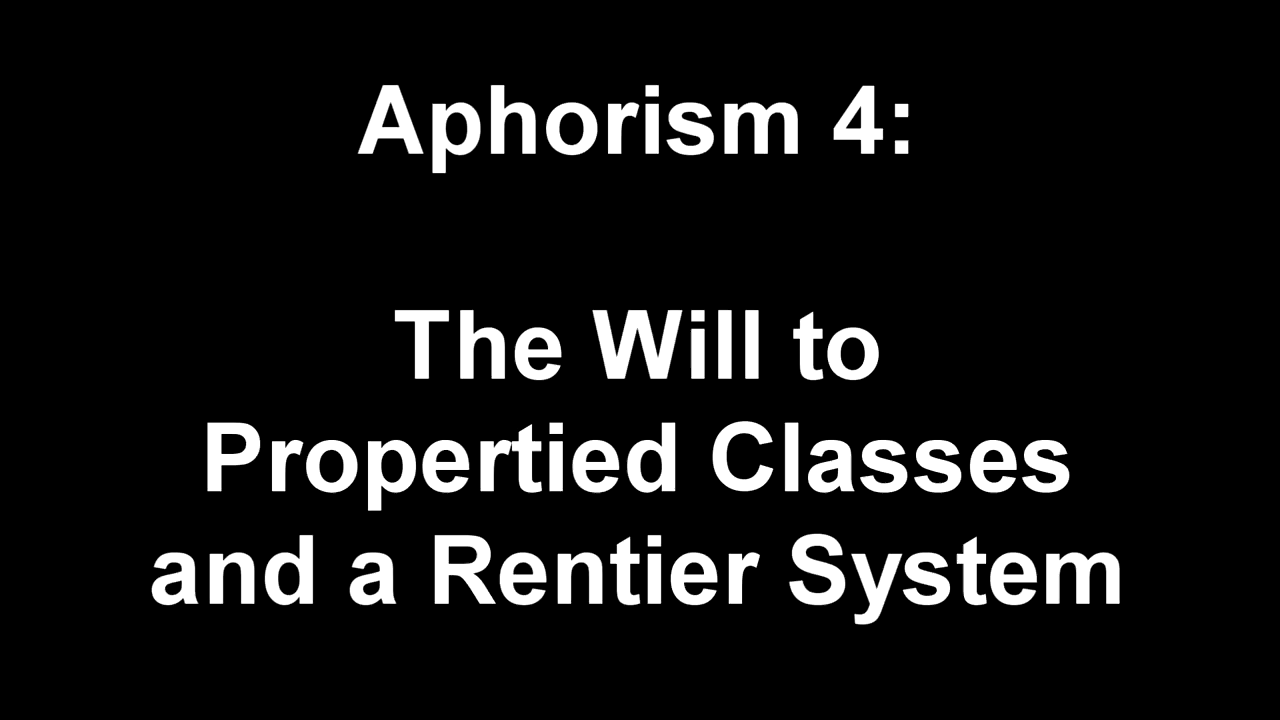 Aphorism 4:
The Will to
Propertied Classes
and a Rentier System